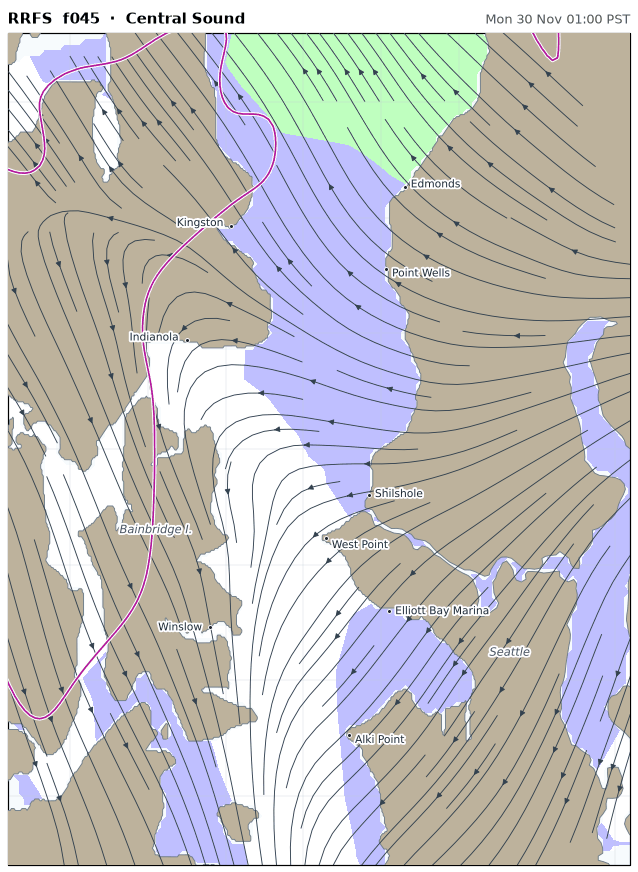 RRFS f045 · Central Sound
Mon 30 Nov 01:00 PST
Edmonds
Kingston
Point Wells
Indianola
Shilshole
Bainbridge I.
West Point
Elliott Bay Marina
Winslow
Seattle
Alki Point